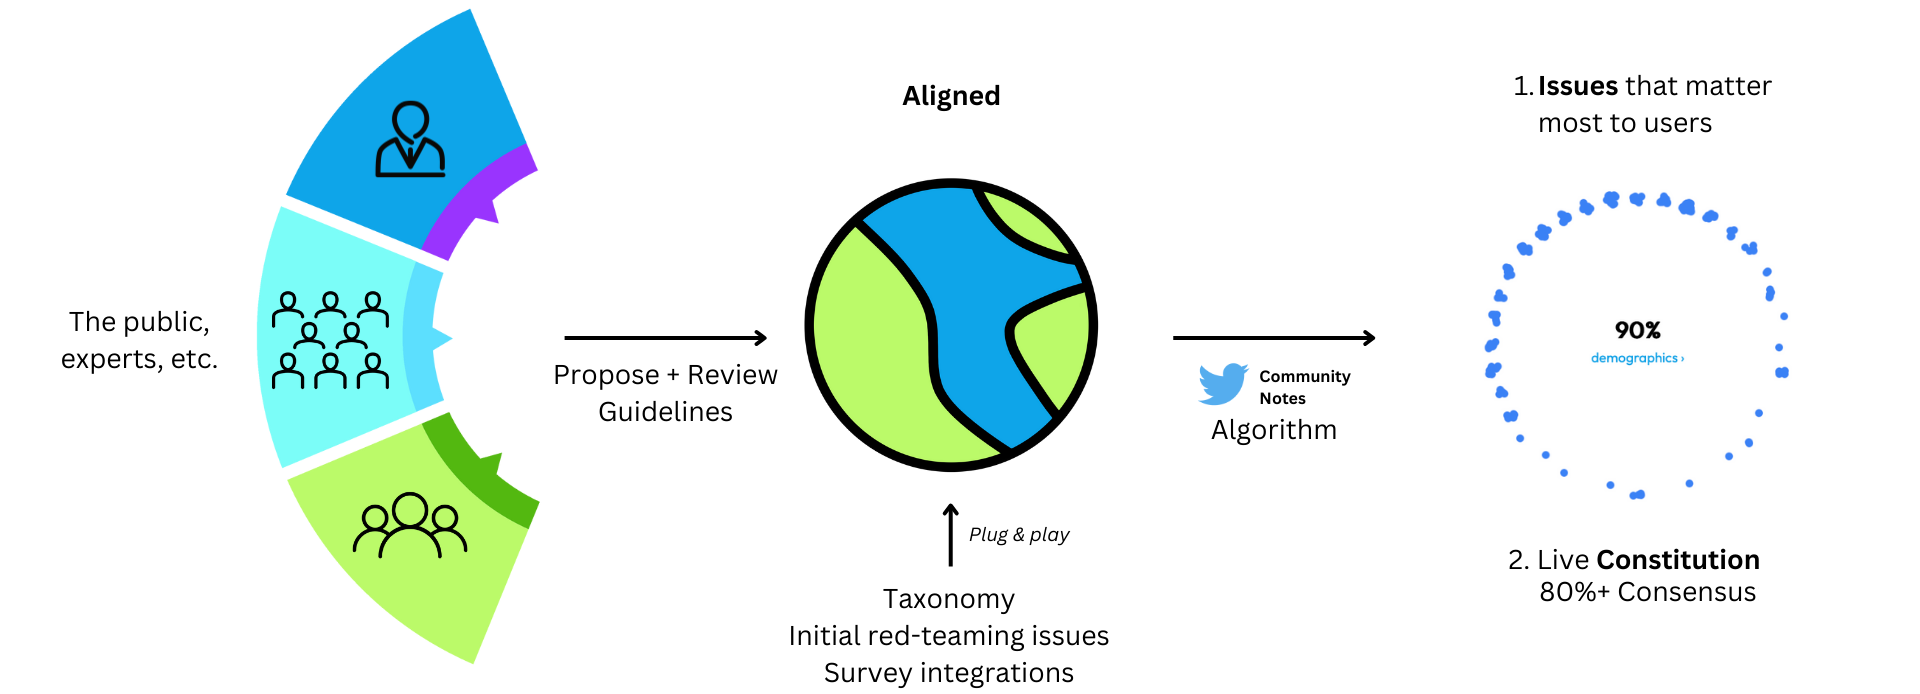 The public,
experts, etc.
Propose + Review
Guidelines
Aligned
Plug & play
Taxonomy
Initial red-teaming issues
Survey integrations
Community
Notes
Algorithm
1. Issues that matter
most to users
90%
demographics ›
2. Live Constitution
80%+ Consensus